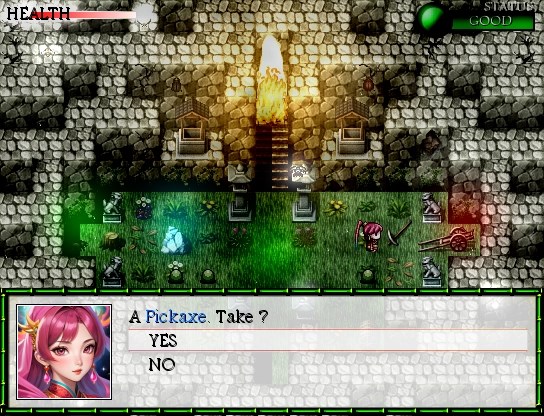 HEALTH
STATUS
GOOD
A Pickaxe. Take ?
YES
NO